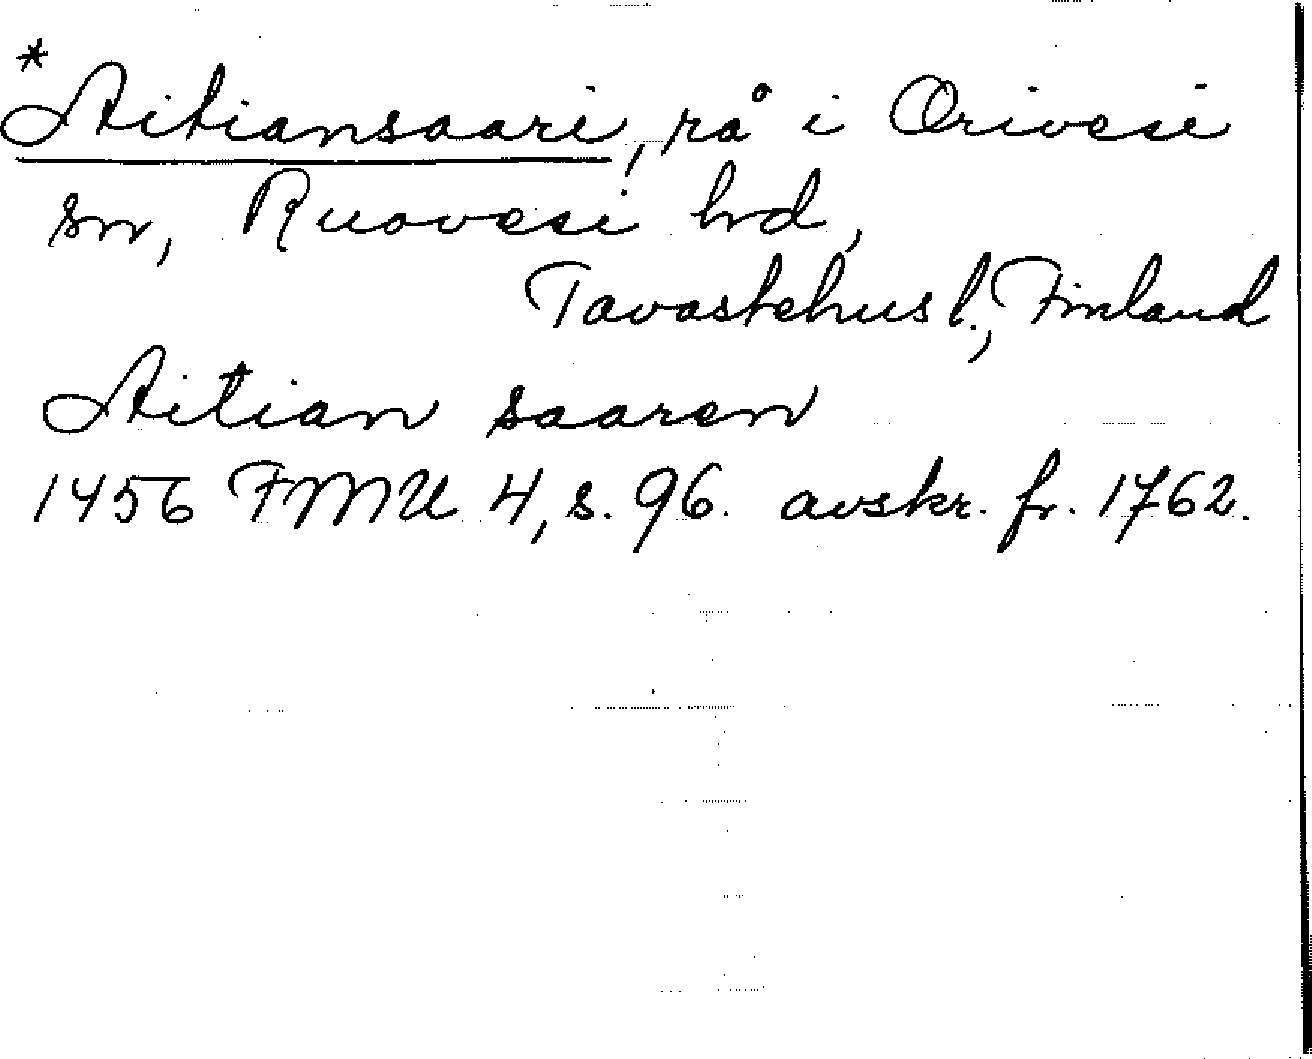 *
Aitiansaari, rå i Orivesi
sn, Ruovesi hd,
Tavastehus l., Finland
Aitian saaren
1456 FMU 4, s. 96. avskr. fr. 1762.